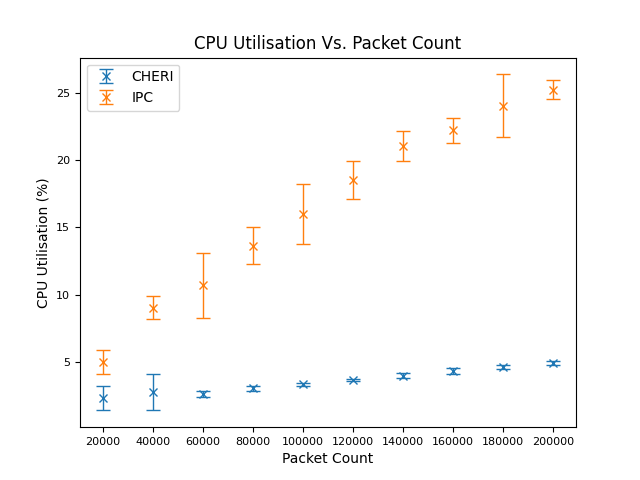 CPU Utilisation Vs. Packet Count
CHERI
IPC
CPU Utilisation (%)
25
20
15
10
5
20000 40000 60000 80000 100000 120000 140000 160000 180000 200000
Packet Count